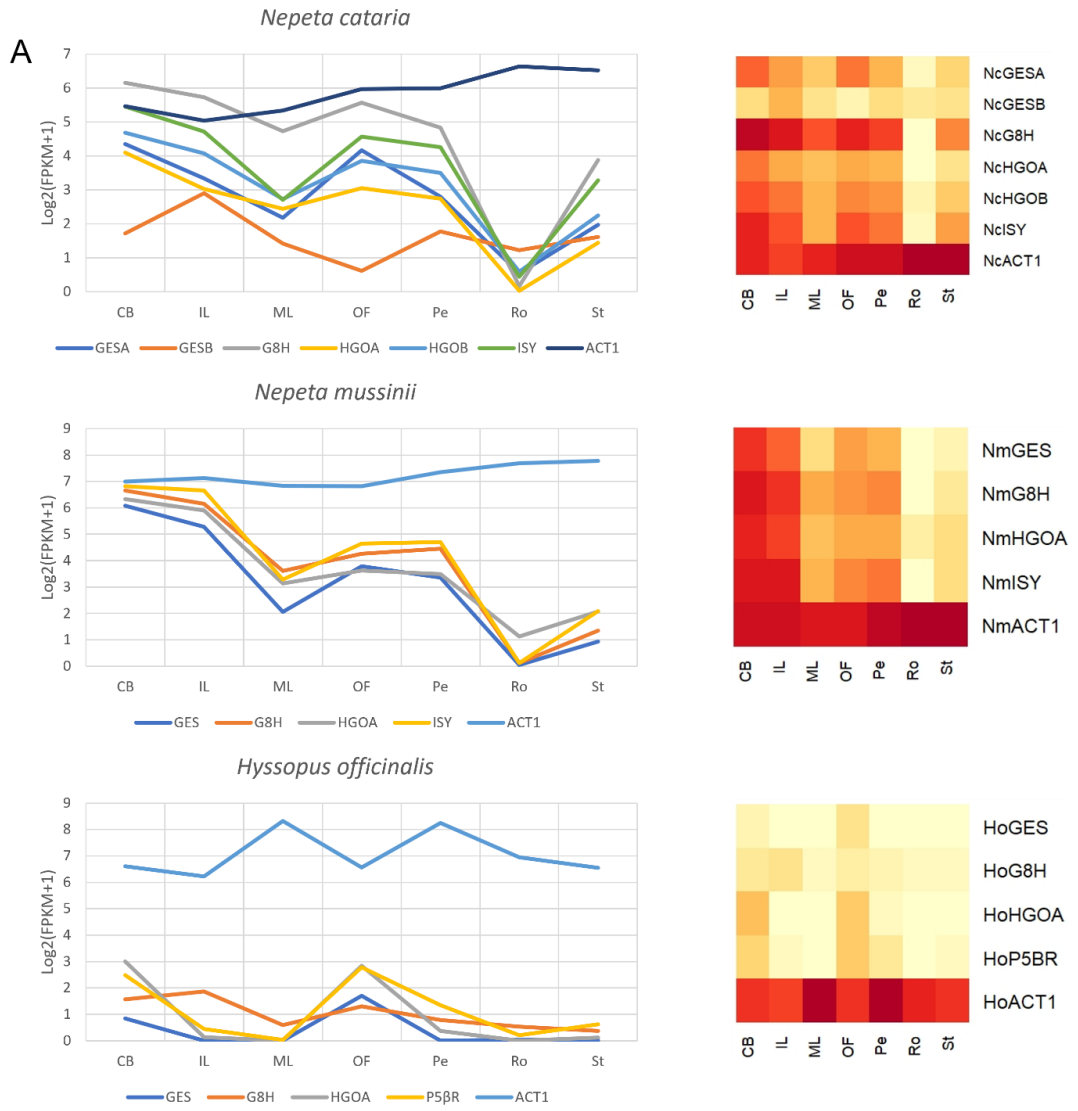 A
Nepeta cataria
Log2(FPKM+1)
7
6
5
4
3
2
1
0
CB IL ML OF Pe Ro St
GESA GESB G8H HGOA HGOB ISY ACT1
NcGESA
NcGESB
NcG8H
NcHGOA
NcHGOB
NcISY
NcACT1
CB IL ML OF Pe Ro St
Nepeta mussinii
Log2(FPKM+1)
9
8
7
6
5
4
3
2
1
0
CB IL ML OF Pe Ro St
GES G8H HGOA ISY ACT1
NmGES
NmG8H
NmHGOA
NmISY
NmACT1
CB IL ML OF Pe Ro St
Hyssopus officinalis
Log2(FPKM+1)
9
8
7
6
5
4
3
2
1
0
CB IL ML OF Pe Ro St
GES G8H HGOA P5βR ACT1
HoGES
HoG8H
HoHGOA
HoP5BR
HoACT1
CB IL ML OF Pe Ro St